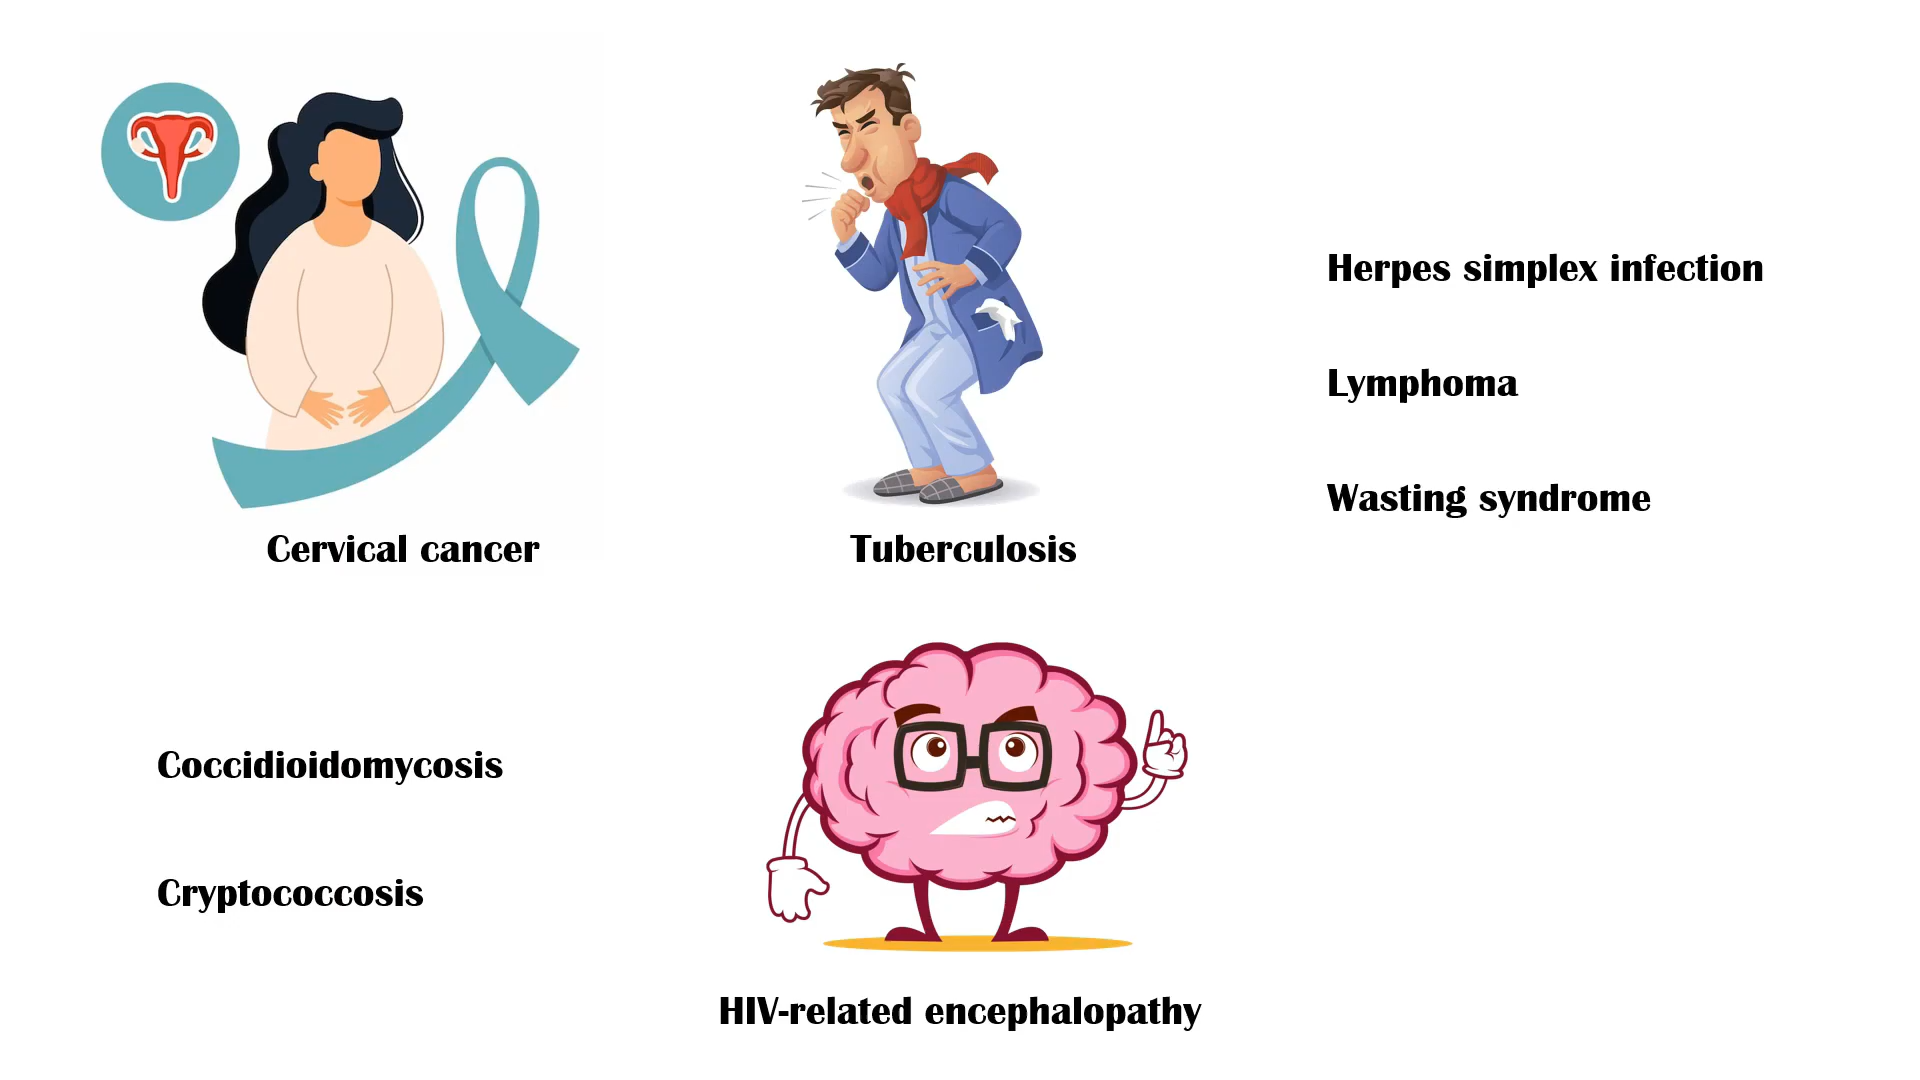 Herpes simplex infection
Lymphoma
Wasting syndrome
Cervical cancer
Tuberculosis
Coccidioidomycosis
Cryptococcosis
HIV-related encephalopathy